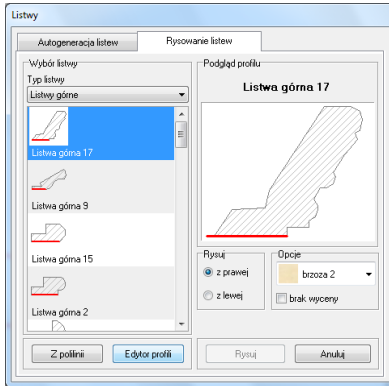 Listwy
Autogeneracja listew
Rysowanie listew
Wybór listwy
Typ listwy
Listwy górne
Listwa górna 17
Listwa górna 9
Listwa górna 15
Listwa górna 2
Z polilinii
Edytor profili
Podgląd profilu
Listwa górna 17
Rysuj
z prawej
z lewej
Opcje
brzoza 2
brak wyceny
Rysuj
Anuluj